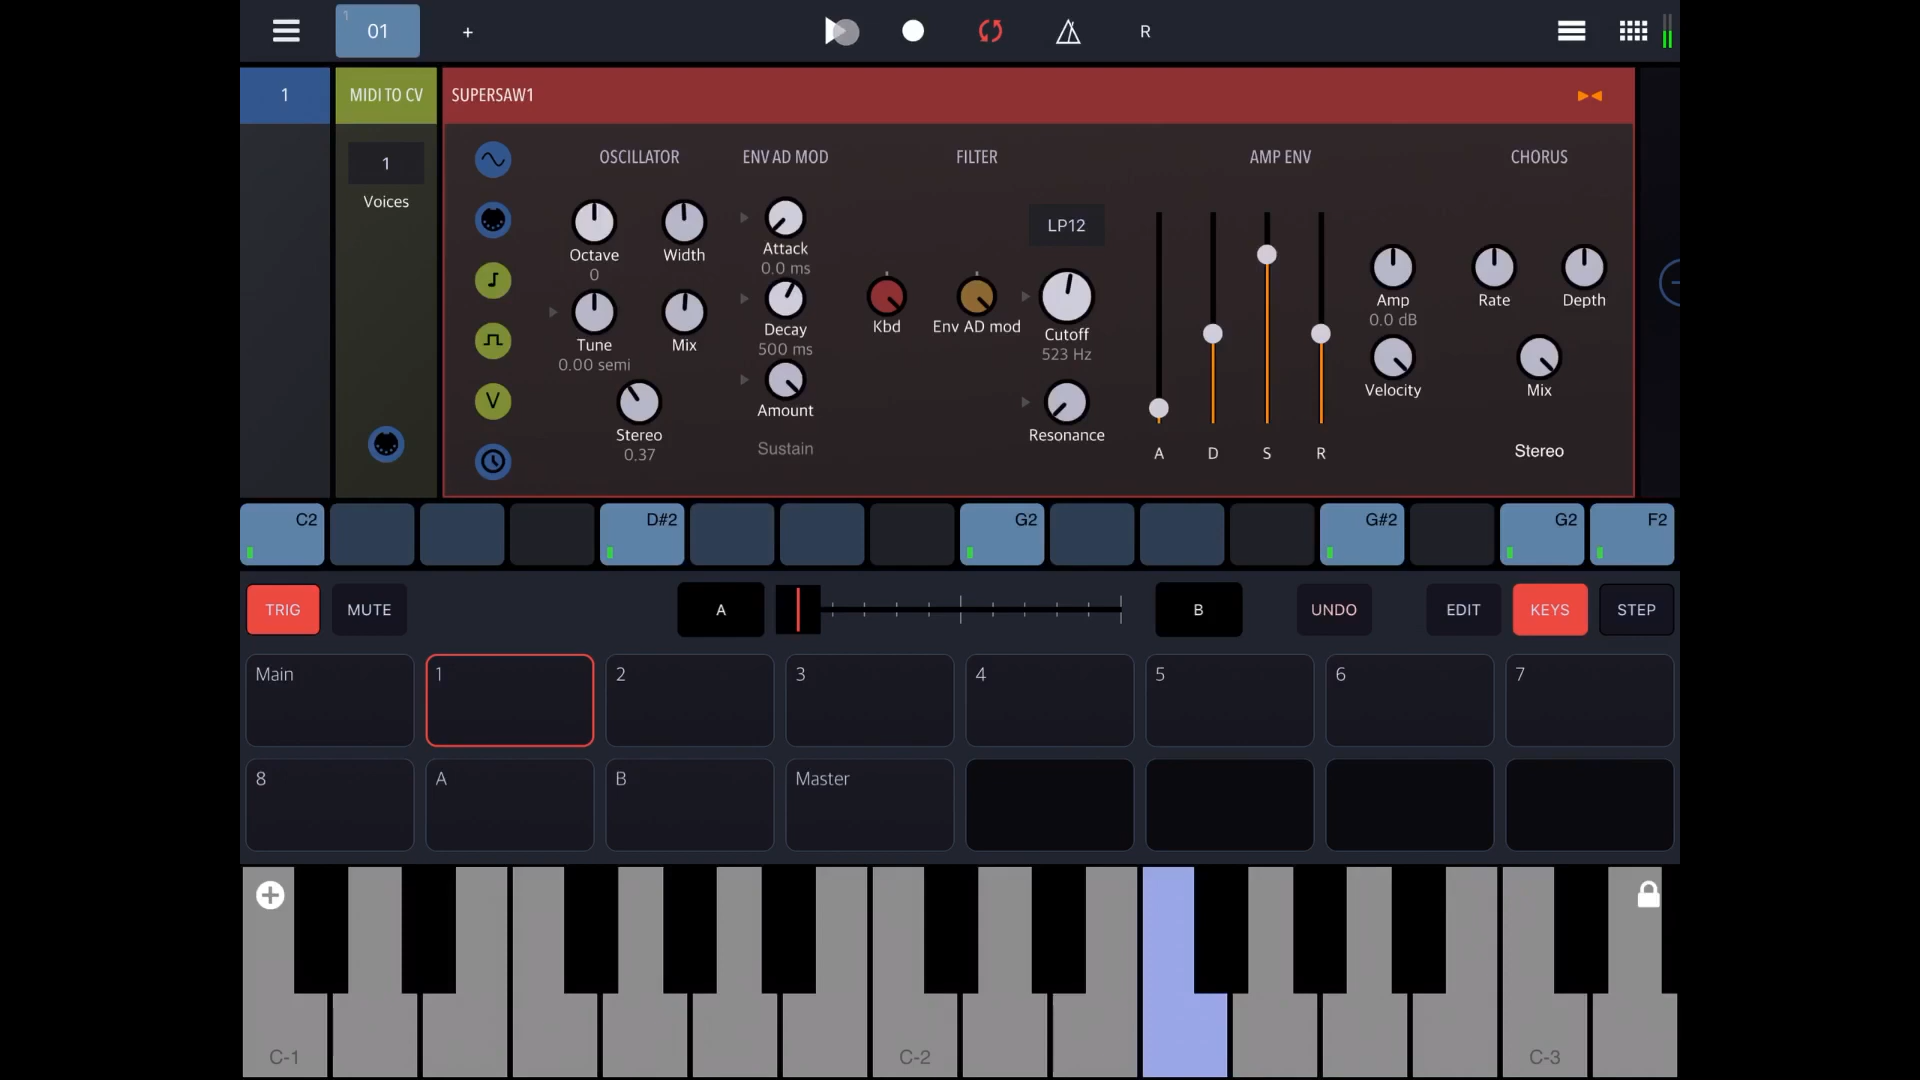 1
01
+
R
1
MIDI TO CV
SUPERSAW1
1
Voices
OSCILLATOR
ENV AD MOD
FILTER
AMP ENV
CHORUS
V
Octave
0
Width
Tune
0.00 semi
Mix
Stereo
0.37
Attack
0.0 ms
Decay
500 ms
Amount
Sustain
Kbd
Env AD mod
LP12
Cutoff
523 Hz
Resonance
A
D
S
R
Amp
0.0 dB
Velocity
Rate
Depth
Mix
Stereo
C2
D#2
G2
G#2
G2
F2
TRIG
MUTE
A
B
UNDO
EDIT
KEYS
STEP
Main
1
2
3
4
5
6
7
8
A
B
Master
C-1
C-2
C-3